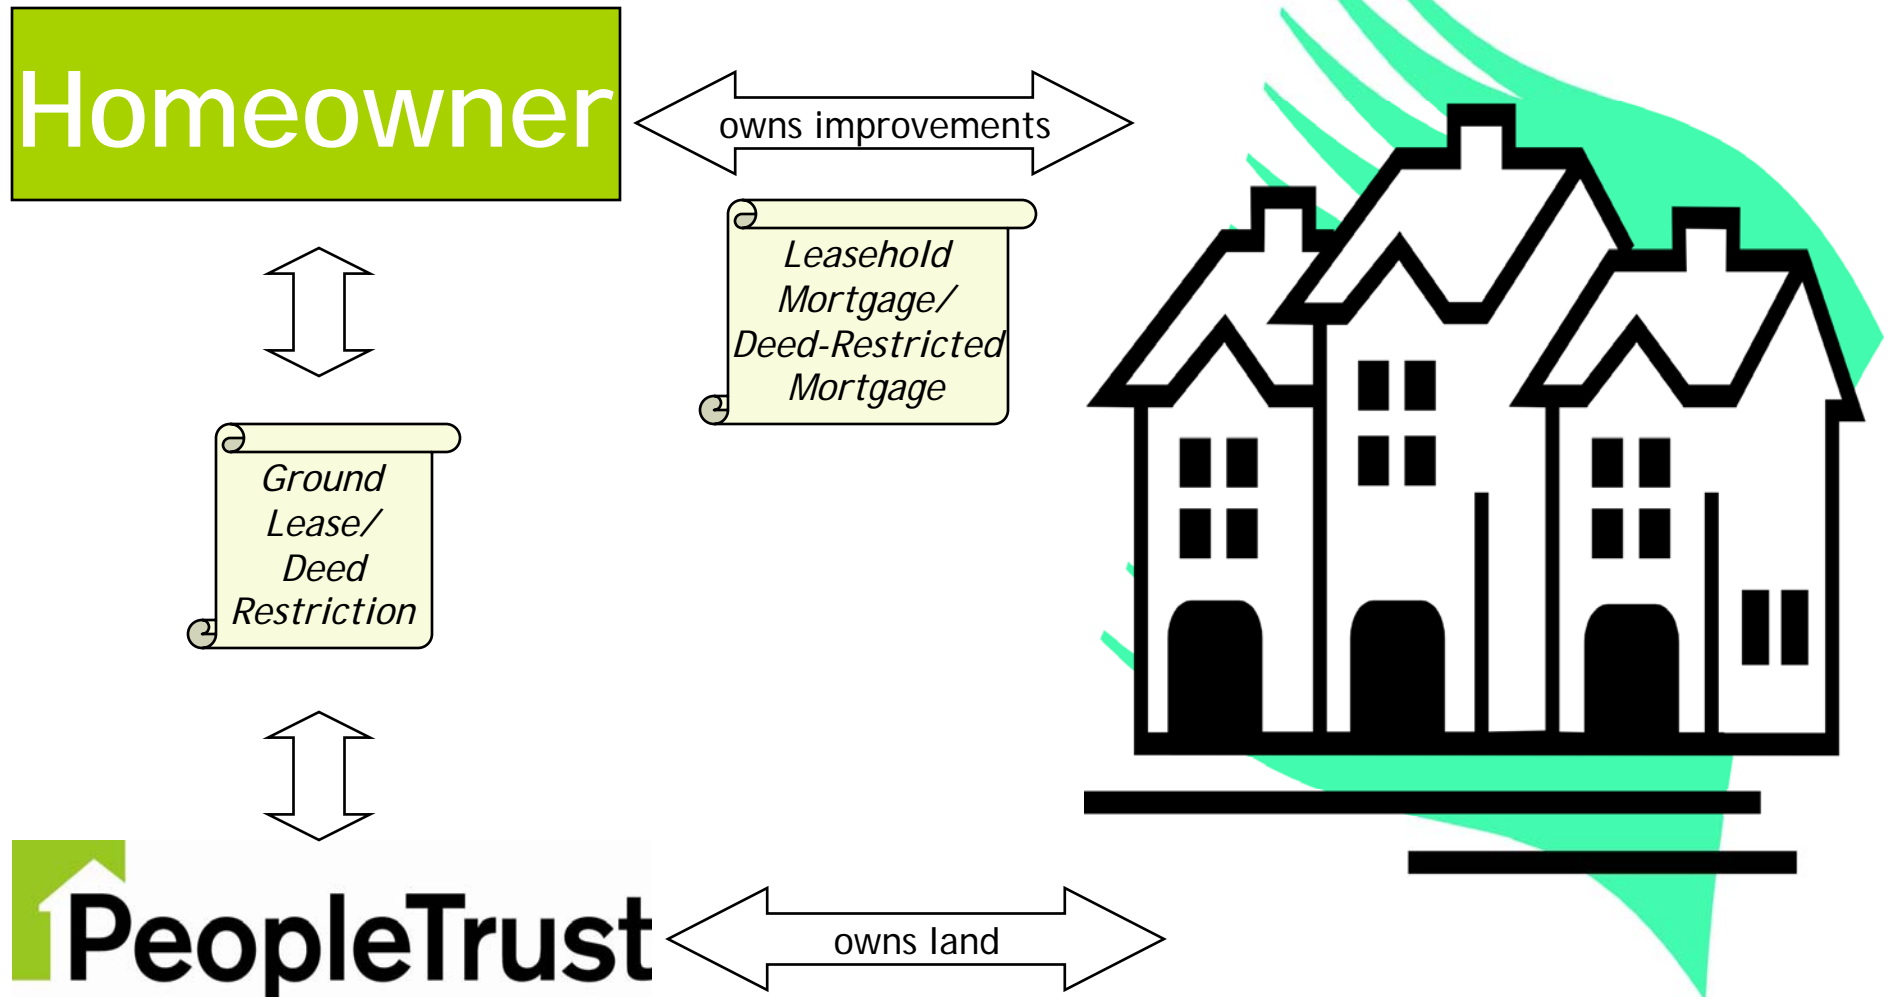 Homeowner
owns improvements
Leasehold
Mortgage/
Deed-Restricted
Mortgage
Ground
Lease/
Deed
Restriction
PeopleTrust
owns land